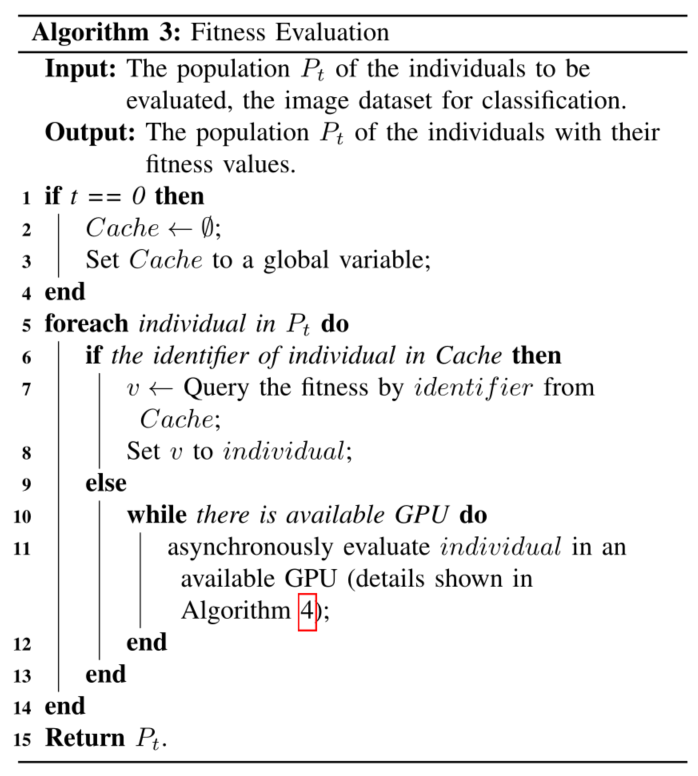 Algorithm 3: Fitness Evaluation
Input: The population P_t of the individuals to be
evaluated, the image dataset for classification.
Output: The population P_t of the individuals with their
fitness values.
1 if t == 0 then
2 Cache ← ∅;
3 Set Cache to a global variable;
4 end
5 foreach individual in P_t do
6 if the identifier of individual in Cache then
7 v ← Query the fitness by identifier from
Cache;
8 Set v to individual;
9 else
10 while there is available GPU do
11 asynchronously evaluate individual in an
available GPU (details shown in
Algorithm 4);
12 end
13 end
14 end
15 Return P_t.